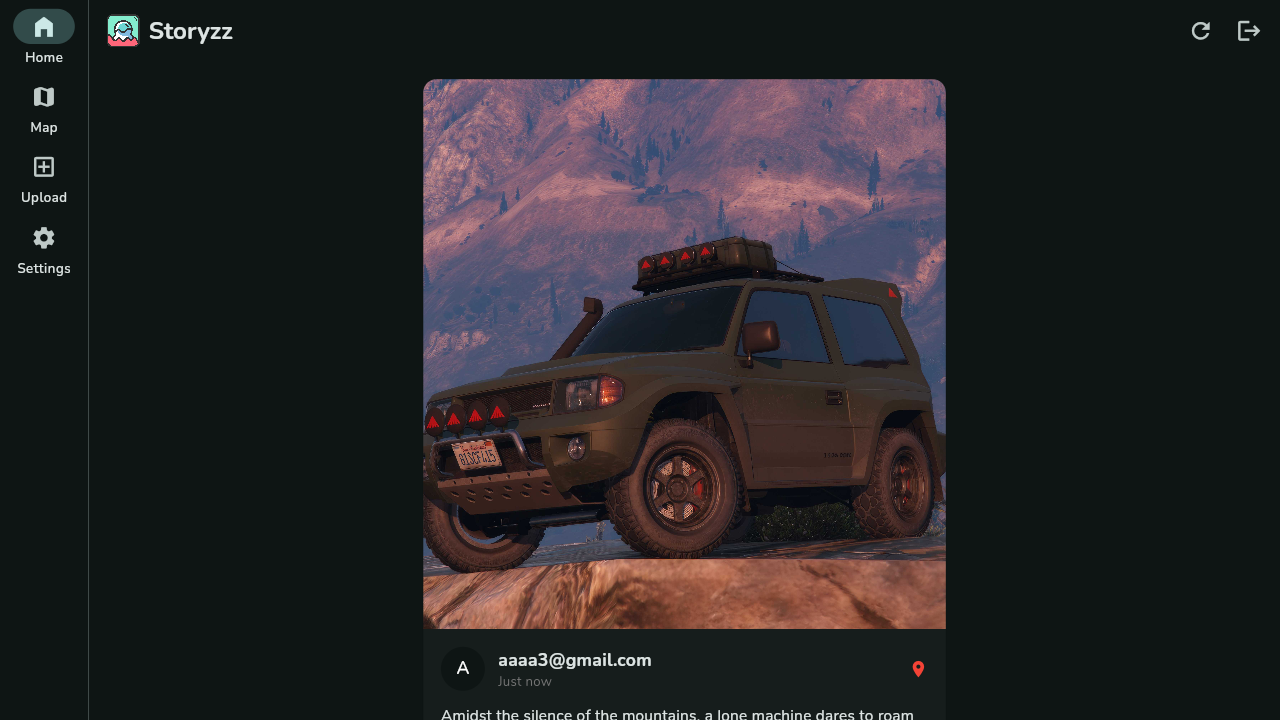 Storyzz
Home
Map
Upload
Settings
A
aaaa3@gmail.com
Just now
Amidst the silence of the mountains, a lone machine dares to roam